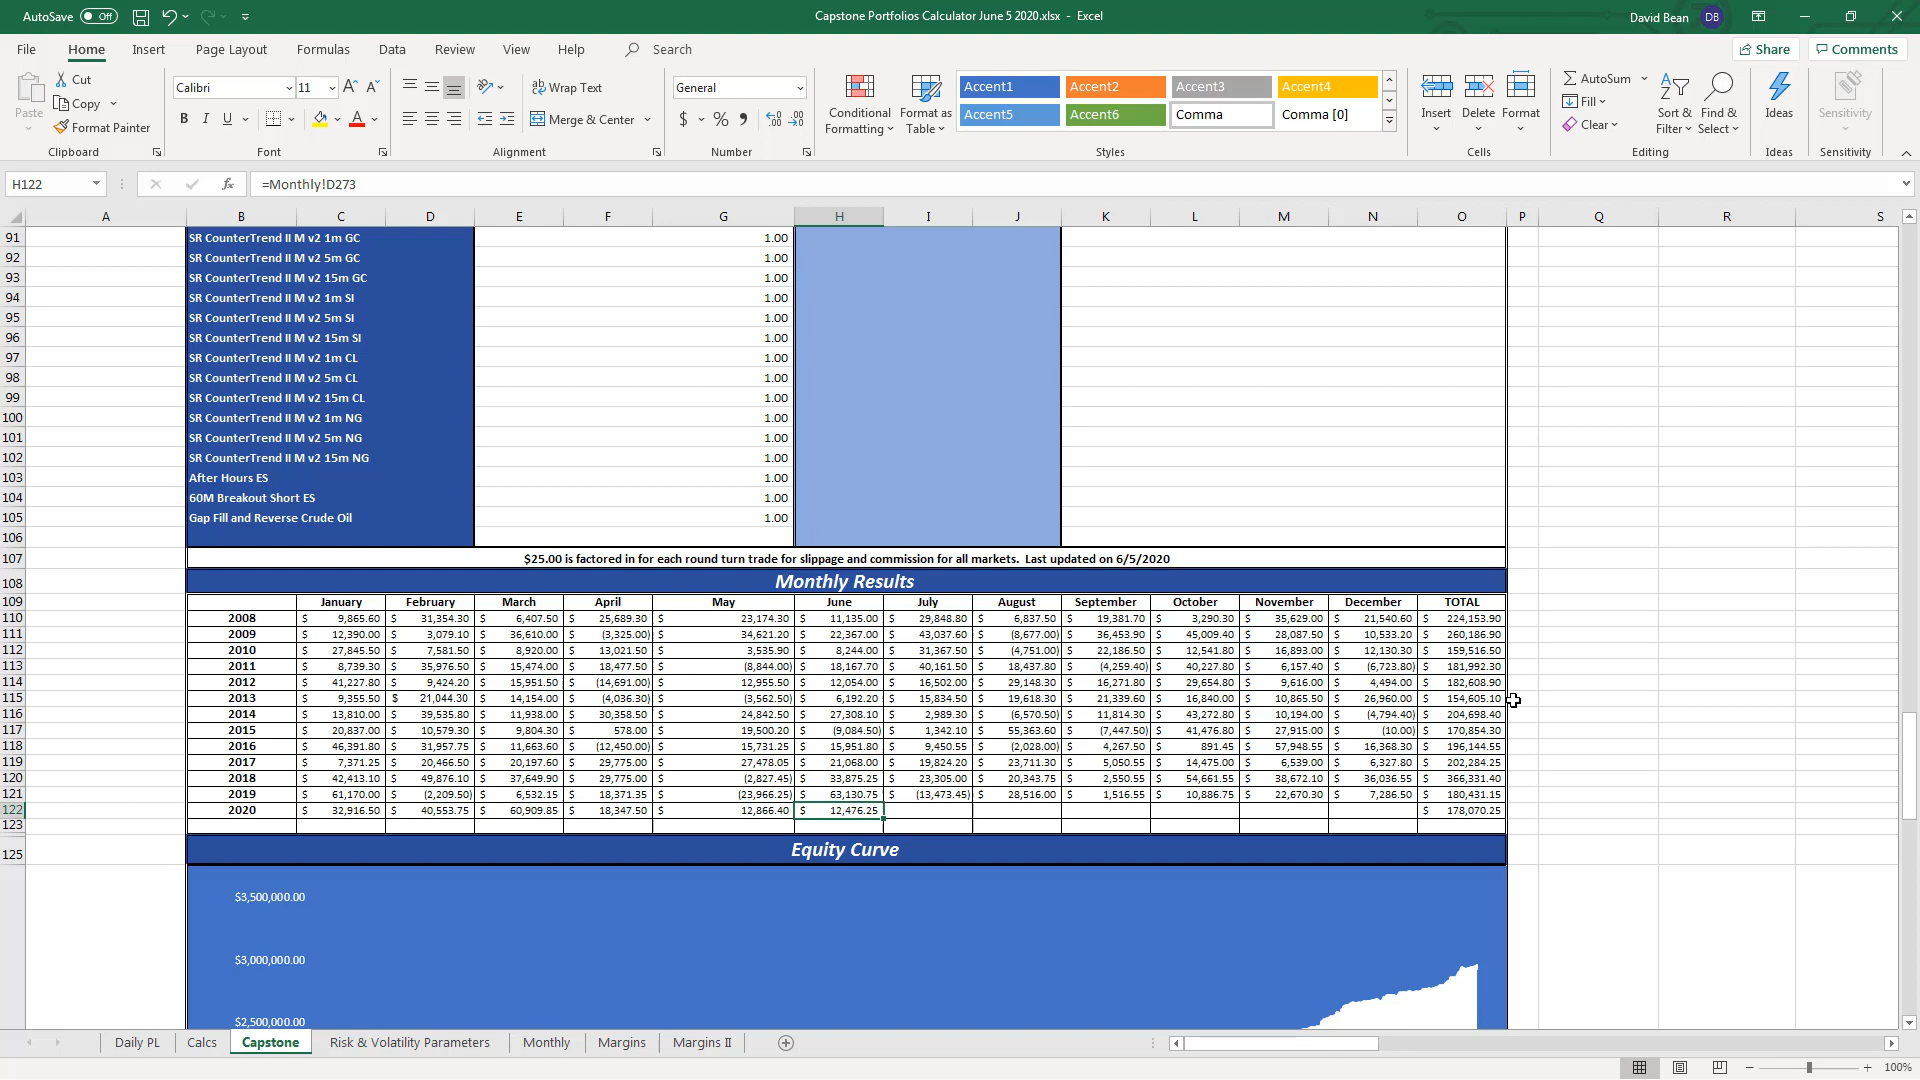 AutoSave Off
Capstone Portfolios Calculator June 5 2020.xlsx - Excel
David Bean DB
File Home Insert Page Layout Formulas Data Review View Help Search
Share Comments
Paste Cut
Copy
Format Painter
Clipboard
Calibri 11
B I U
Font
Wrap Text
Merge & Center
Alignment
General
$ % 9
Number
Conditional Formatting
Format as Table
Accent1 Accent2 Accent3 Accent4
Accent5 Accent6 Comma Comma [0]
Styles
Insert Delete Format
Cells
AutoSum
Fill
Clear
Sort & Filter
Find & Select
Editing
Ideas
Ideas
Sensitivity
Sensitivity
H122 fx =Monthly!D273
A B C D E F G H I J K L M N O P Q R S
91 SR CounterTrend II M v2 1m GC 1.00
92 SR CounterTrend II M v2 5m GC 1.00
93 SR CounterTrend II M v2 15m GC 1.00
94 SR CounterTrend II M v2 1m SI 1.00
95 SR CounterTrend II M v2 5m SI 1.00
96 SR CounterTrend II M v2 15m SI 1.00
97 SR CounterTrend II M v2 1m CL 1.00
98 SR CounterTrend II M v2 5m CL 1.00
99 SR CounterTrend II M v2 15m CL 1.00
100 SR CounterTrend II M v2 1m NG 1.00
101 SR CounterTrend II M v2 5m NG 1.00
102 SR CounterTrend II M v2 15m NG 1.00
103 After Hours ES 1.00
104 60M Breakout Short ES 1.00
105 Gap Fill and Reverse Crude Oil 1.00
106
107 $25.00 is factored in for each round turn trade for slippage and commission for all markets. Last updated on 6/5/2020
108 Monthly Results
109 January February March April May June July August September October November December TOTAL
110 2008 $ 9,865.60 $ 31,354.30 $ 6,407.50 $ 25,689.30 $ 23,174.30 $ 11,135.00 $ 29,848.80 $ 6,837.50 $ 19,381.70 $ 3,290.30 $ 35,629.00 $ 21,540.60 $ 224,153.90
111 2009 $ 12,390.00 $ 3,079.10 $ 36,610.00 $ (3,325.00) $ 34,621.20 $ 22,367.00 $ 43,037.60 $ (8,677.00) $ 36,453.90 $ 45,009.40 $ 28,087.50 $ 10,533.20 $ 260,186.90
112 2010 $ 27,845.50 $ 7,581.50 $ 8,920.00 $ 13,021.50 $ 3,535.90 $ 8,244.00 $ 31,367.50 $ (4,751.00) $ 22,186.50 $ 12,541.80 $ 16,893.00 $ 12,130.30 $ 159,516.50
113 2011 $ 8,739.30 $ 35,976.50 $ 15,474.00 $ 18,477.50 $ (8,844.00) $ 18,167.70 $ 40,161.50 $ 18,437.80 $ (4,259.40) $ 40,227.80 $ 6,157.40 $ (6,723.80) $ 181,992.30
114 2012 $ 41,227.80 $ 9,424.20 $ 15,951.50 $ (14,691.00) $ 12,955.50 $ 12,054.00 $ 16,502.00 $ 29,148.30 $ 16,271.80 $ 29,654.80 $ 9,616.00 $ 4,494.00 $ 182,608.90
115 2013 $ 9,355.50 $ 21,044.30 $ 14,154.00 $ (4,036.30) $ (3,562.50) $ 6,192.20 $ 15,834.50 $ 19,618.30 $ 21,339.60 $ 16,840.00 $ 10,865.50 $ 26,960.00 $ 154,605.10
116 2014 $ 13,810.00 $ 39,535.80 $ 11,938.00 $ 30,358.50 $ 24,842.50 $ 27,308.10 $ 2,989.30 $ (6,570.50) $ 11,814.30 $ 43,272.80 $ 10,194.00 $ (4,794.40) $ 204,698.40
117 2015 $ 20,837.00 $ 10,579.30 $ 9,804.30 $ 578.00 $ 19,500.20 $ (9,084.50) $ 1,342.10 $ 55,363.60 $ (7,447.50) $ 41,476.80 $ 27,915.00 $ (10.00) $ 170,854.30
118 2016 $ 46,391.80 $ 31,957.75 $ 11,663.60 $ (12,450.00) $ 15,731.25 $ 15,951.80 $ 9,450.55 $ (2,028.00) $ 4,267.50 $ 891.45 $ 57,948.55 $ 16,368.30 $ 196,144.55
119 2017 $ 7,371.25 $ 20,466.50 $ 20,197.60 $ 29,775.00 $ 27,478.05 $ 21,068.00 $ 19,824.20 $ 23,711.30 $ 5,050.55 $ 14,475.00 $ 6,539.00 $ 6,327.80 $ 202,284.25
120 2018 $ 42,413.10 $ 49,876.10 $ 37,649.90 $ 29,775.00 $ (2,827.45) $ 33,875.25 $ 23,305.00 $ 20,343.75 $ 2,550.55 $ 54,661.55 $ 38,672.10 $ 36,036.55 $ 366,331.40
121 2019 $ 61,170.00 $ (2,209.50) $ 6,532.15 $ 18,371.35 $ (23,966.25) $ 63,130.75 $ (13,473.45) $ 28,516.00 $ 1,516.55 $ 10,886.75 $ 22,670.30 $ 7,286.50 $ 180,431.15
122 2020 $ 32,916.50 $ 40,553.75 $ 60,909.85 $ 18,347.50 $ 12,866.40 $ 12,476.25 $ 178,070.25
123
125 Equity Curve
$3,500,000.00
$3,000,000.00
$2,500,000.00
Daily PL Calcs Capstone Risk & Volatility Parameters Monthly Margins Margins II
100%